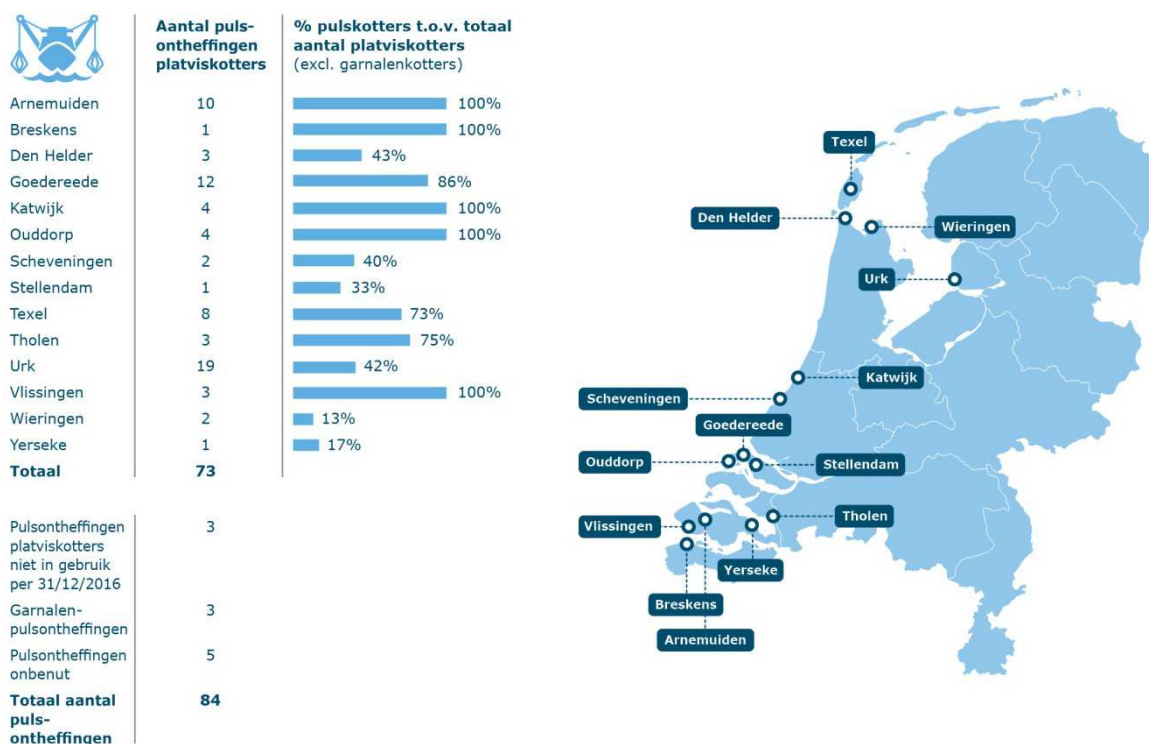 Aantal puls-
ontheffingen
platviskotters
% pulskotters t.o.v. totaal
aantal platviskotters
(excl. garnalenkotters)
Arnemuiden 10 100%
Breskens 1 100%
Den Helder 3 43%
Goedereede 12 86%
Katwijk 4 100%
Ouddorp 4 100%
Scheveningen 2 40%
Stellendam 1 33%
Texel 8 73%
Tholen 3 75%
Urk 19 42%
Vlissingen 3 100%
Wieringen 2 13%
Yerseke 1 17%
Totaal 73
Pulsontheffingen 3
platviskotters
niet in gebruik
per 31/12/2016
Garnalen- 3
pulsontheffingen
Pulsontheffingen 5
onbenut
Totaal aantal 84
puls-
ontheffingen
Texel
Den Helder
Wieringen
Urk
Katwijk
Scheveningen
Goedereede
Ouddorp
Stellendam
Tholen
Vlissingen
Yerseke
Breskens
Arnemuiden